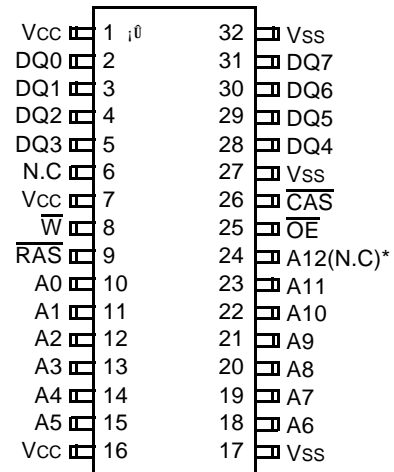 VCC 1 ¡Û 32 VSS
DQ0 2 31 DQ7
DQ1 3 30 DQ6
DQ2 4 29 DQ5
DQ3 5 28 DQ4
N.C 6 27 VSS
VCC 7 26 C̅A̅S̅
W̅ 8 25 O̅E̅
R̅A̅S̅ 9 24 A12(N.C)*
A0 10 23 A11
A1 11 22 A10
A2 12 21 A9
A3 13 20 A8
A4 14 19 A7
A5 15 18 A6
VCC 16 17 VSS